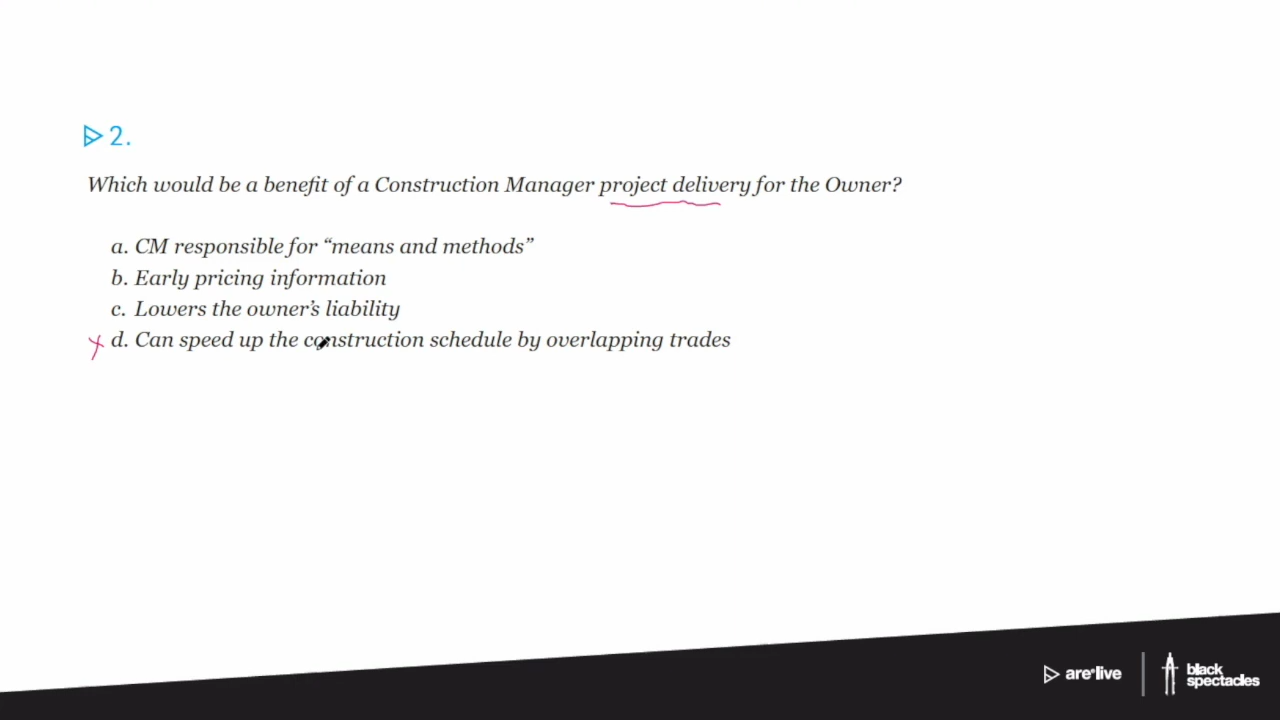 2.
Which would be a benefit of a Construction Manager project delivery for the Owner?
a. CM responsible for “means and methods”
b. Early pricing information
c. Lowers the owner’s liability
d. Can speed up the construction schedule by overlapping trades
are®live
black
spectacles